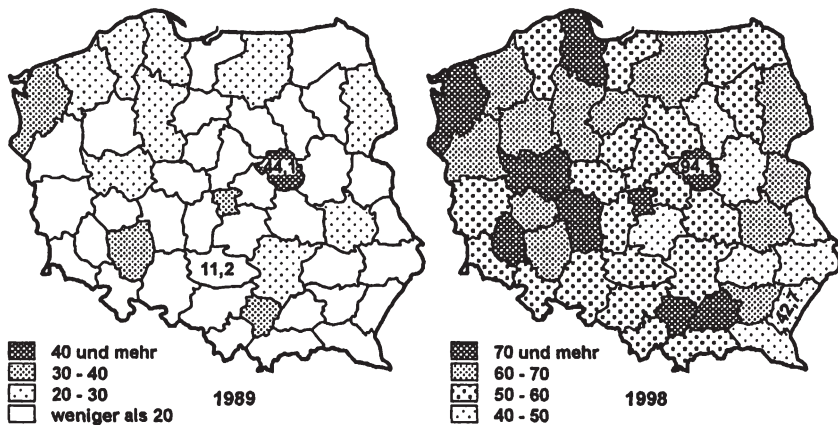 44,1
11,2
40 und mehr
30 - 40
20 - 30
weniger als 20
1989
94,1
42,7
70 und mehr
60 - 70
50 - 60
40 - 50
1998